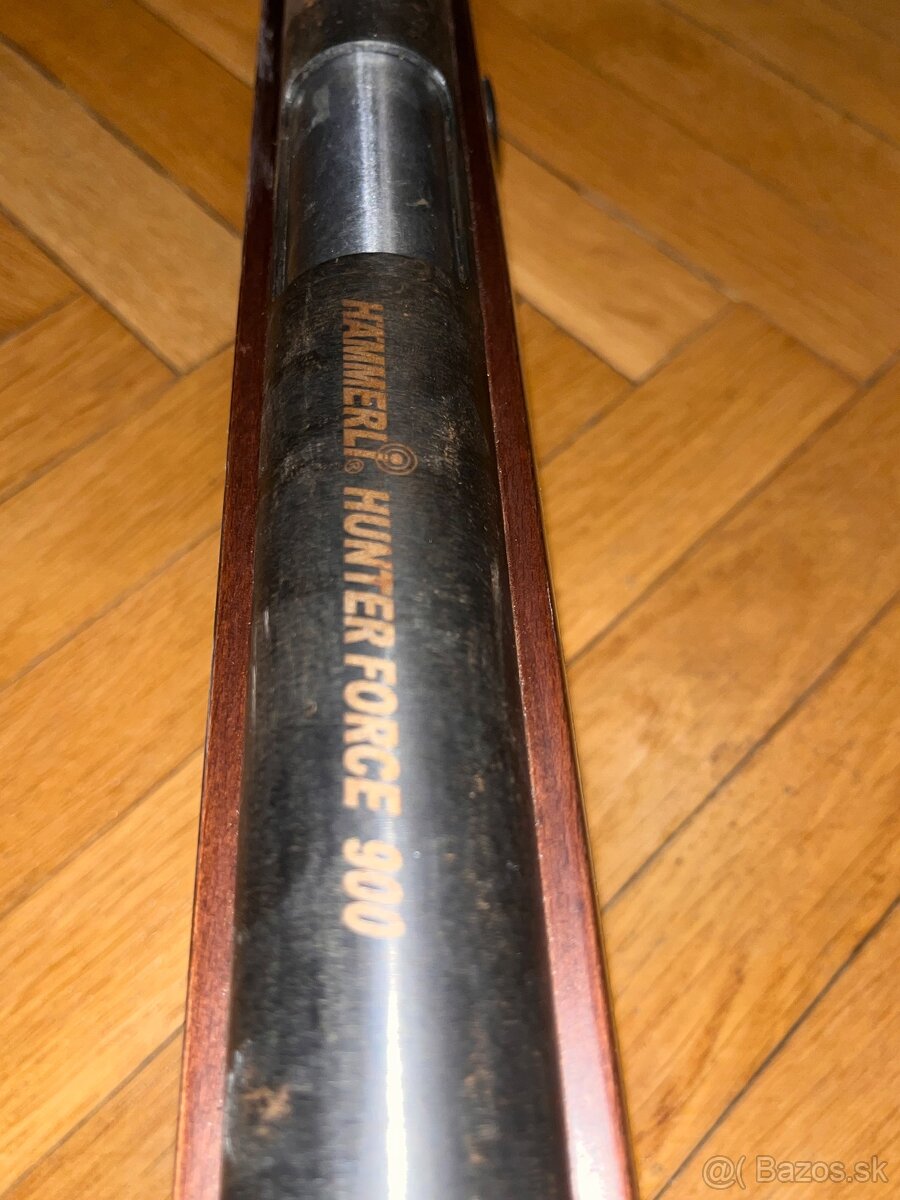 HÄMMERLI® HUNTER FORCE 900
@( Bazos.sk